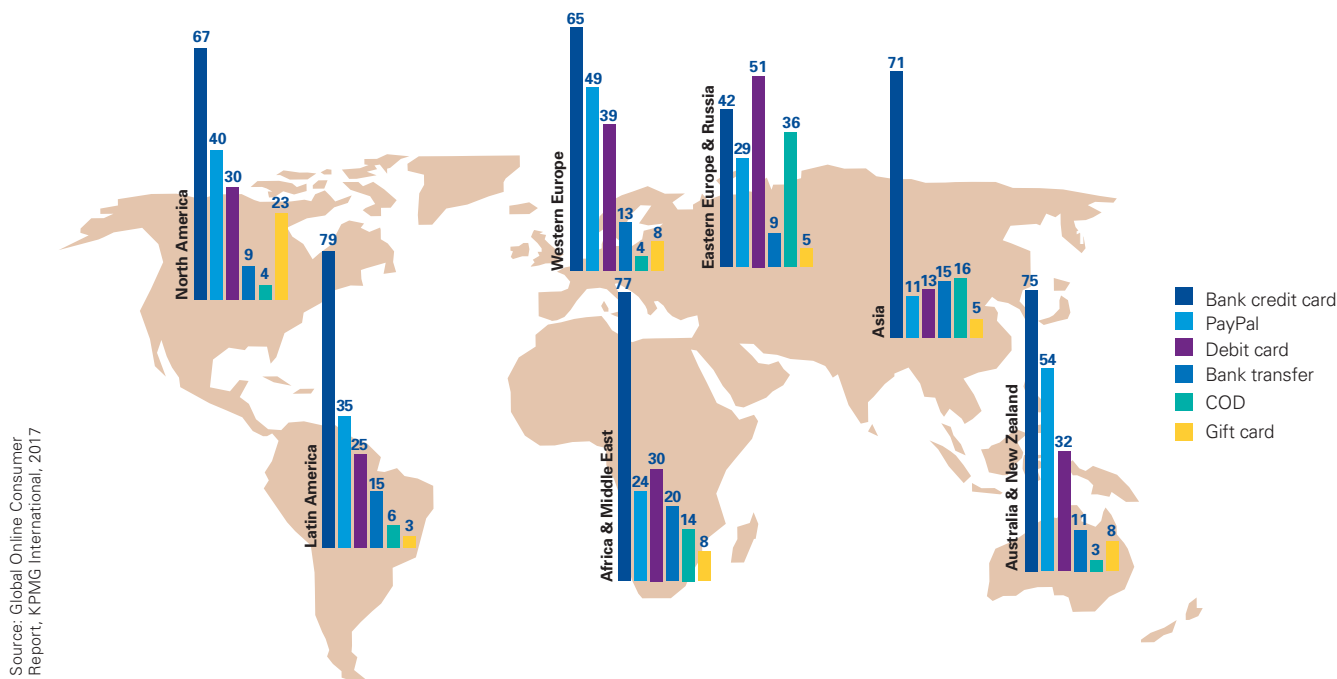 67
40
30
9
4
23
North America
79
35
25
15
6
3
Latin America
65
49
39
13
4
8
Western Europe
42
29
51
9
36
5
Eastern Europe & Russia
77
24
30
20
14
8
Africa & Middle East
71
11
13
15
16
5
Asia
75
54
32
11
3
8
Australia & New Zealand
Bank credit card
PayPal
Debit card
Bank transfer
COD
Gift card
Source: Global Online Consumer
Report, KPMG International, 2017